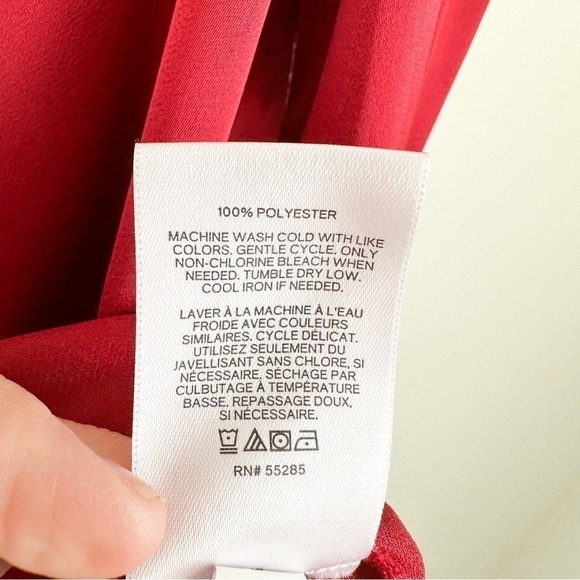 100% POLYESTER
MACHINE WASH COLD WITH LIKE
COLORS. GENTLE CYCLE. ONLY
NON-CHLORINE BLEACH WHEN
NEEDED. TUMBLE DRY LOW.
COOL IRON IF NEEDED.
LAVER À LA MACHINE À L'EAU
FROIDE AVEC COULEURS
SIMILAIRES. CYCLE DÉLICAT.
UTILISEZ SEULEMENT DU
JAVELLISANT SANS CHLORE, SI
NÉCESSAIRE. SÉCHAGE PAR
CULBUTAGE À TEMPÉRATURE
BASSE. REPASSAGE DOUX,
SI NÉCESSAIRE.
RN# 55285